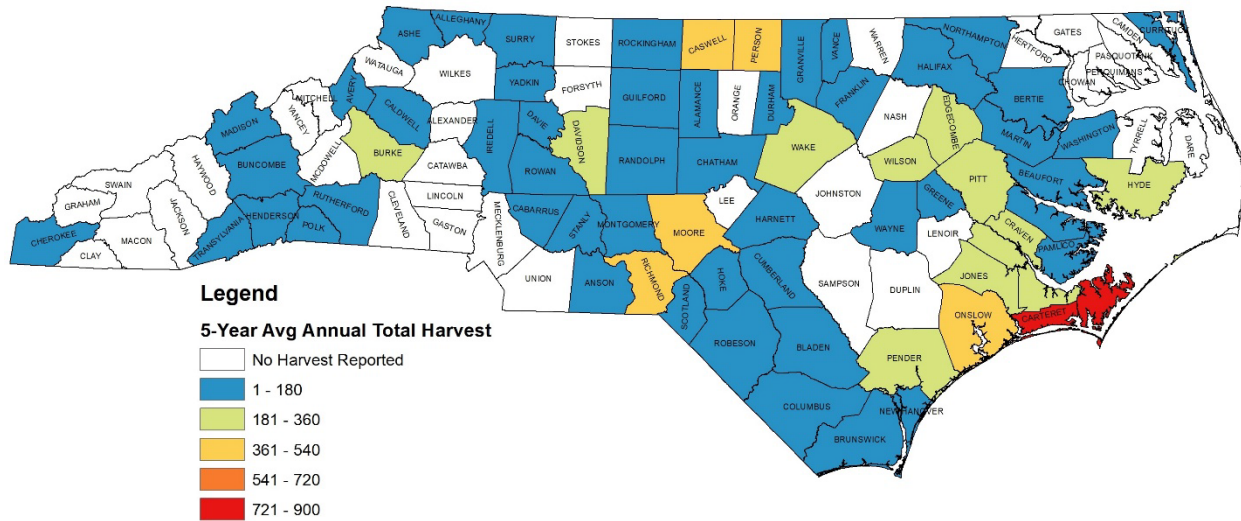 ALLEGHANY
ASHE
SURRY
STOKES
ROCKINGHAM
CASWELL
PERSON
GRANVILLE
VANCE
WARREN
NORTHAMPTON
HERTFORD
GATES
CAMDEN
CURRITUCK
PASQUOTANK
PERQUIMANS
CHOWAN
WATAUGA
WILKES
YADKIN
FORSYTH
GUILFORD
ALAMANCE
ORANGE
DURHAM
FRANKLIN
HALIFAX
BERTIE
MITCHELL
AVERY
YANCEY
CALDWELL
ALEXANDER
IREDELL
DAVIE
DAVIDSON
RANDOLPH
CHATHAM
WAKE
NASH
EDGECOMBE
MARTIN
WASHINGTON
TYRRELL
DARE
MADISON
BUNCOMBE
MCDOWELL
BURKE
CATAWBA
ROWAN
WILSON
PITT
BEAUFORT
HYDE
HAYWOOD
SWAIN
GRAHAM
JACKSON
RUTHERFORD
CLEVELAND
LINCOLN
GASTON
MECKLENBURG
CABARRUS
STANLY
MONTGOMERY
MOORE
LEE
HARNETT
JOHNSTON
WAYNE
GREENE
LENOIR
CRAVEN
PAMLICO
CHEROKEE
CLAY
MACON
TRANSYLVANIA
HENDERSON
POLK
UNION
ANSON
RICHMOND
SCOTLAND
HOKE
CUMBERLAND
SAMPSON
DUPLIN
JONES
ONSLOW
CARTERET
ROBESON
BLADEN
PENDER
COLUMBUS
NEW HANOVER
BRUNSWICK
Legend
5-Year Avg Annual Total Harvest
No Harvest Reported
1 - 180
181 - 360
361 - 540
541 - 720
721 - 900